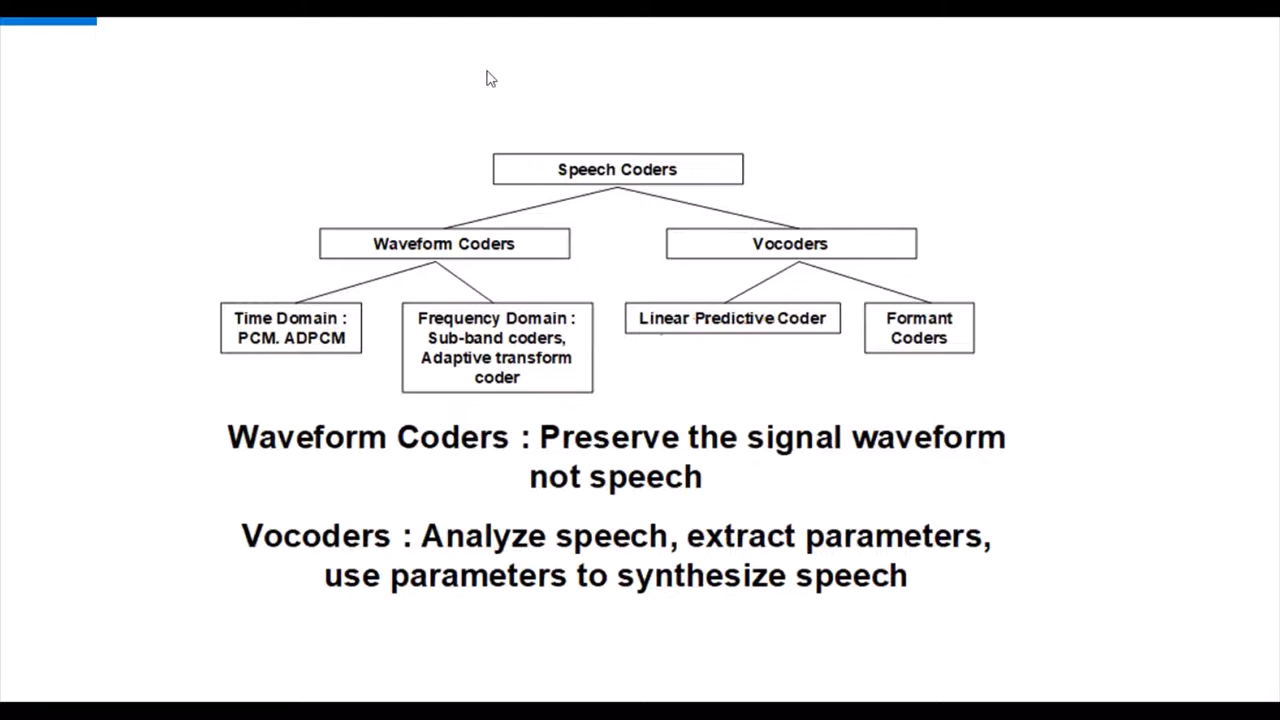 Speech Coders
Waveform Coders
Vocoders
Time Domain :
PCM. ADPCM
Frequency Domain :
Sub-band coders,
Adaptive transform
coder
Linear Predictive Coder
Formant
Coders
Waveform Coders : Preserve the signal waveform
not speech
Vocoders : Analyze speech, extract parameters,
use parameters to synthesize speech